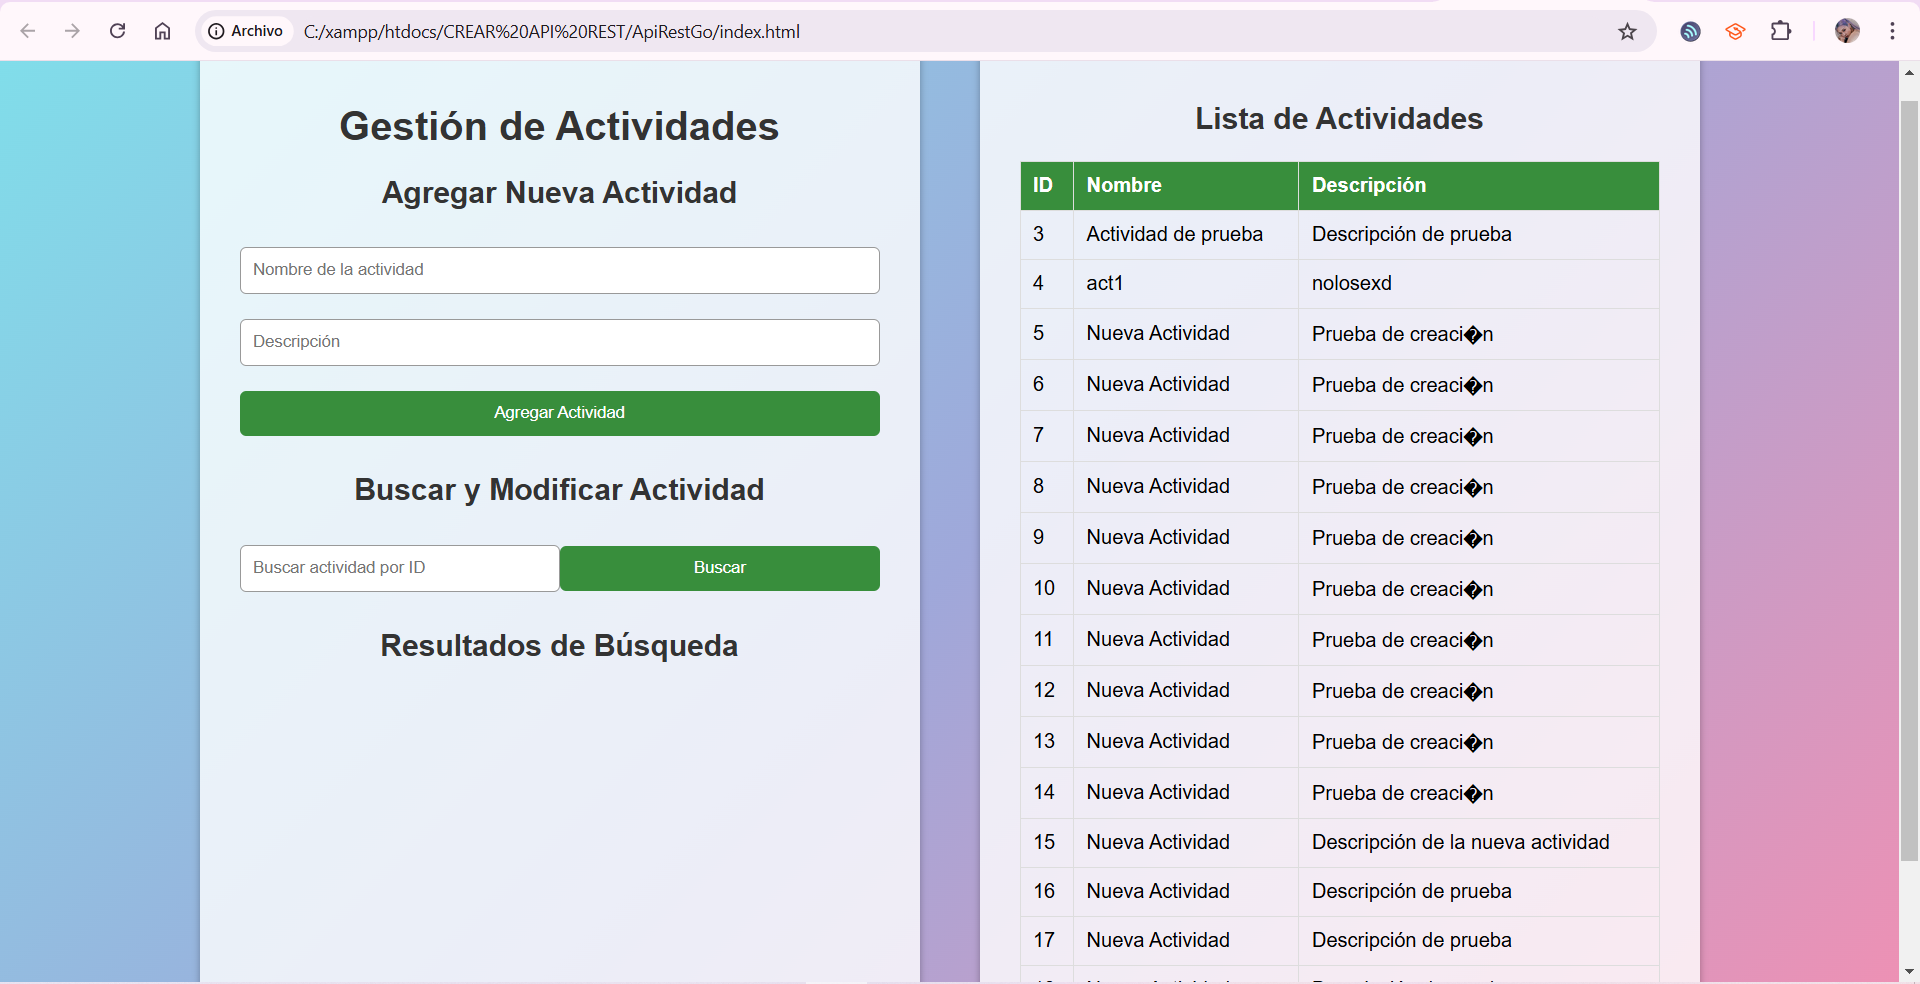 Archivo C:/xampp/htdocs/CREAR%20API%20REST/ApiRestGo/index.html
Gestión de Actividades
Agregar Nueva Actividad
Nombre de la actividad
Descripción
Agregar Actividad
Buscar y Modificar Actividad
Buscar actividad por ID Buscar
Resultados de Búsqueda
Lista de Actividades
ID Nombre Descripción
3 Actividad de prueba Descripción de prueba
4 act1 nolosexd
5 Nueva Actividad Prueba de creaci�n
6 Nueva Actividad Prueba de creaci�n
7 Nueva Actividad Prueba de creaci�n
8 Nueva Actividad Prueba de creaci�n
9 Nueva Actividad Prueba de creaci�n
10 Nueva Actividad Prueba de creaci�n
11 Nueva Actividad Prueba de creaci�n
12 Nueva Actividad Prueba de creaci�n
13 Nueva Actividad Prueba de creaci�n
14 Nueva Actividad Prueba de creaci�n
15 Nueva Actividad Descripción de la nueva actividad
16 Nueva Actividad Descripción de prueba
17 Nueva Actividad Descripción de prueba